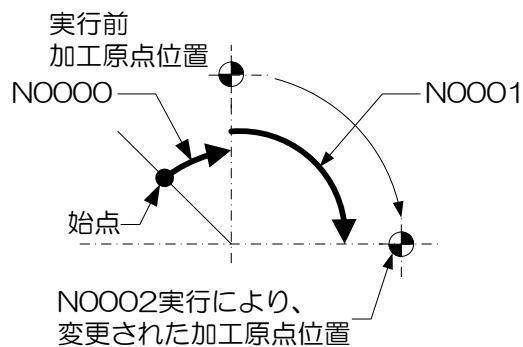 実行前
加工原点位置
N0000
N0001
始点
N0002実行により、
変更された加工原点位置